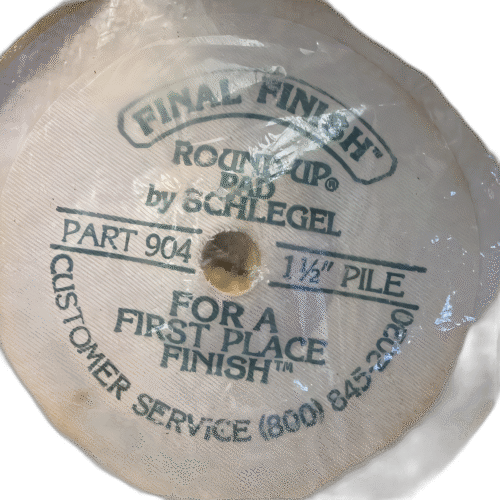 FINAL FINISH™
ROUND-UP®
PAD
by SCHLEGEL
PART 904
1½" PILE
FOR A
FIRST PLACE
FINISH™
CUSTOMER SERVICE (800) 845-2020